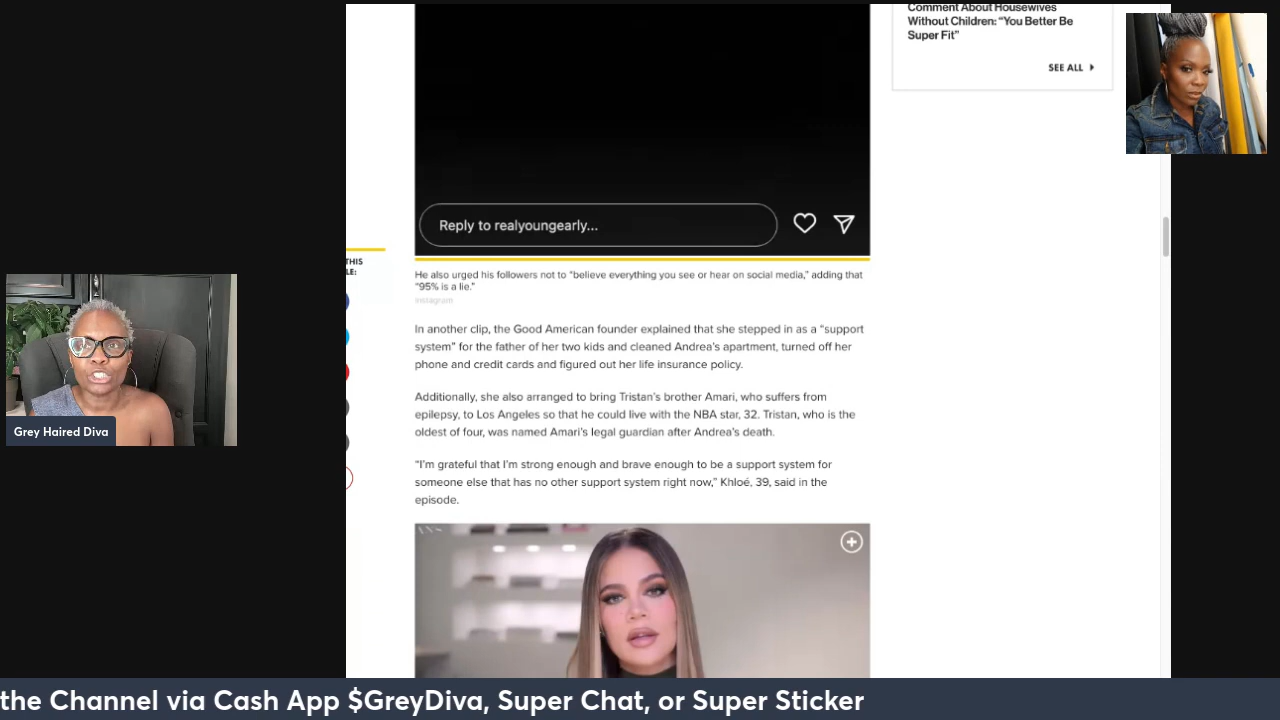 Comment About Housewives
Without Children: “You Better Be
Super Fit”
SEE ALL
Reply to realyoungearly...
THIS
LE:
He also urged his followers not to “believe everything you see or hear on social media,” adding that
“95% is a lie.”
Instagram
In another clip, the Good American founder explained that she stepped in as a “support
system” for the father of her two kids and cleaned Andrea’s apartment, turned off her
phone and credit cards and figured out her life insurance policy.
Additionally, she also arranged to bring Tristan’s brother Amari, who suffers from
epilepsy, to Los Angeles so that he could live with the NBA star, 32. Tristan, who is the
oldest of four, was named Amari’s legal guardian after Andrea’s death.
“I’m grateful that I’m strong enough and brave enough to be a support system for
someone else that has no other support system right now,” Khloé, 39, said in the
episode.
Grey Haired Diva
the Channel via Cash App $GreyDiva, Super Chat, or Super Sticker